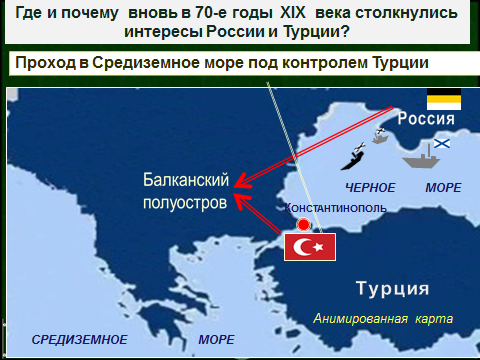 Где и почему вновь в 70-е годы XIX века столкнулись
интересы России и Турции?
Проход в Средиземное море под контролем Турции
Россия
Балканский
полуостров
ЧЕРНОЕ МОРЕ
Константинополь
Турция
Анимированная карта
СРЕДИЗЕМНОЕ МОРЕ